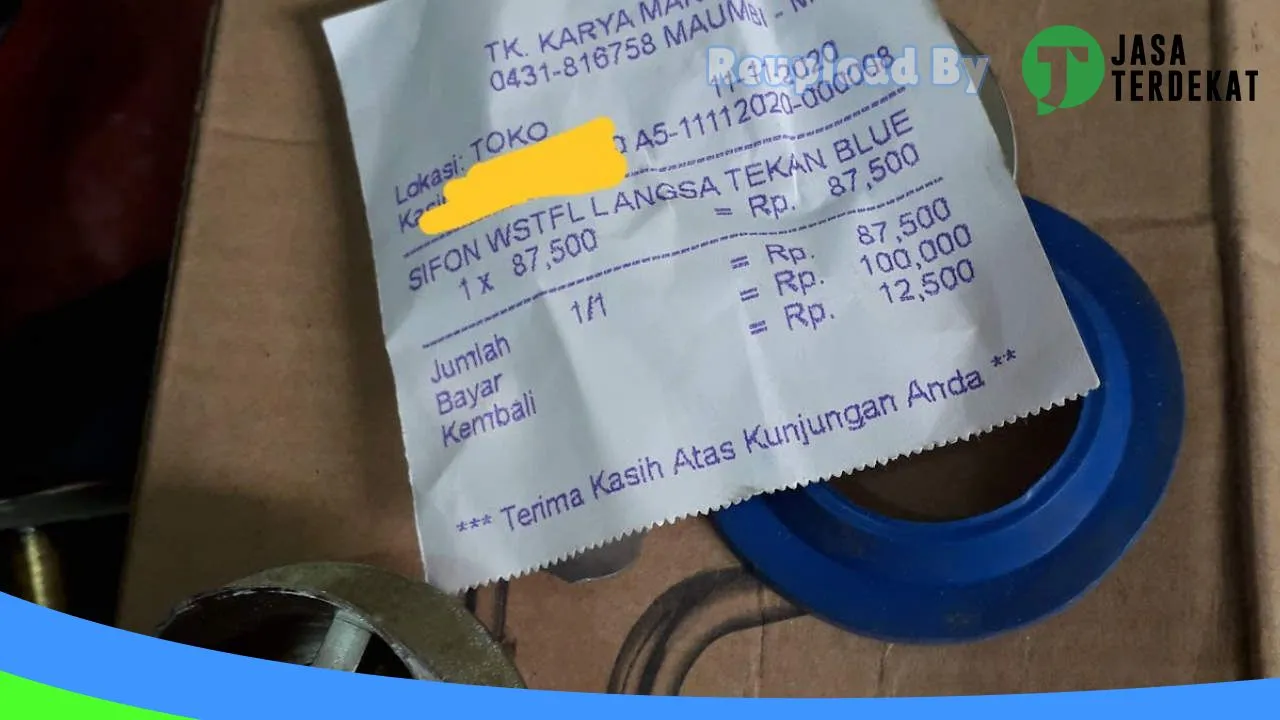 TK. KARYA
0431-816758 MAUMBI -
Reupload By
JASA
TERDEKAT
Lokasi: TOKO
A5-11112020-000008
SIFON WSTFL LANGSA TEKAN BLUE
1 x 87,500 = Rp. 87,500
1/1
Jumlah = Rp. 87,500
Bayar = Rp. 100,000
Kembali = Rp. 12,500
*** Terima Kasih Atas Kunjungan Anda **